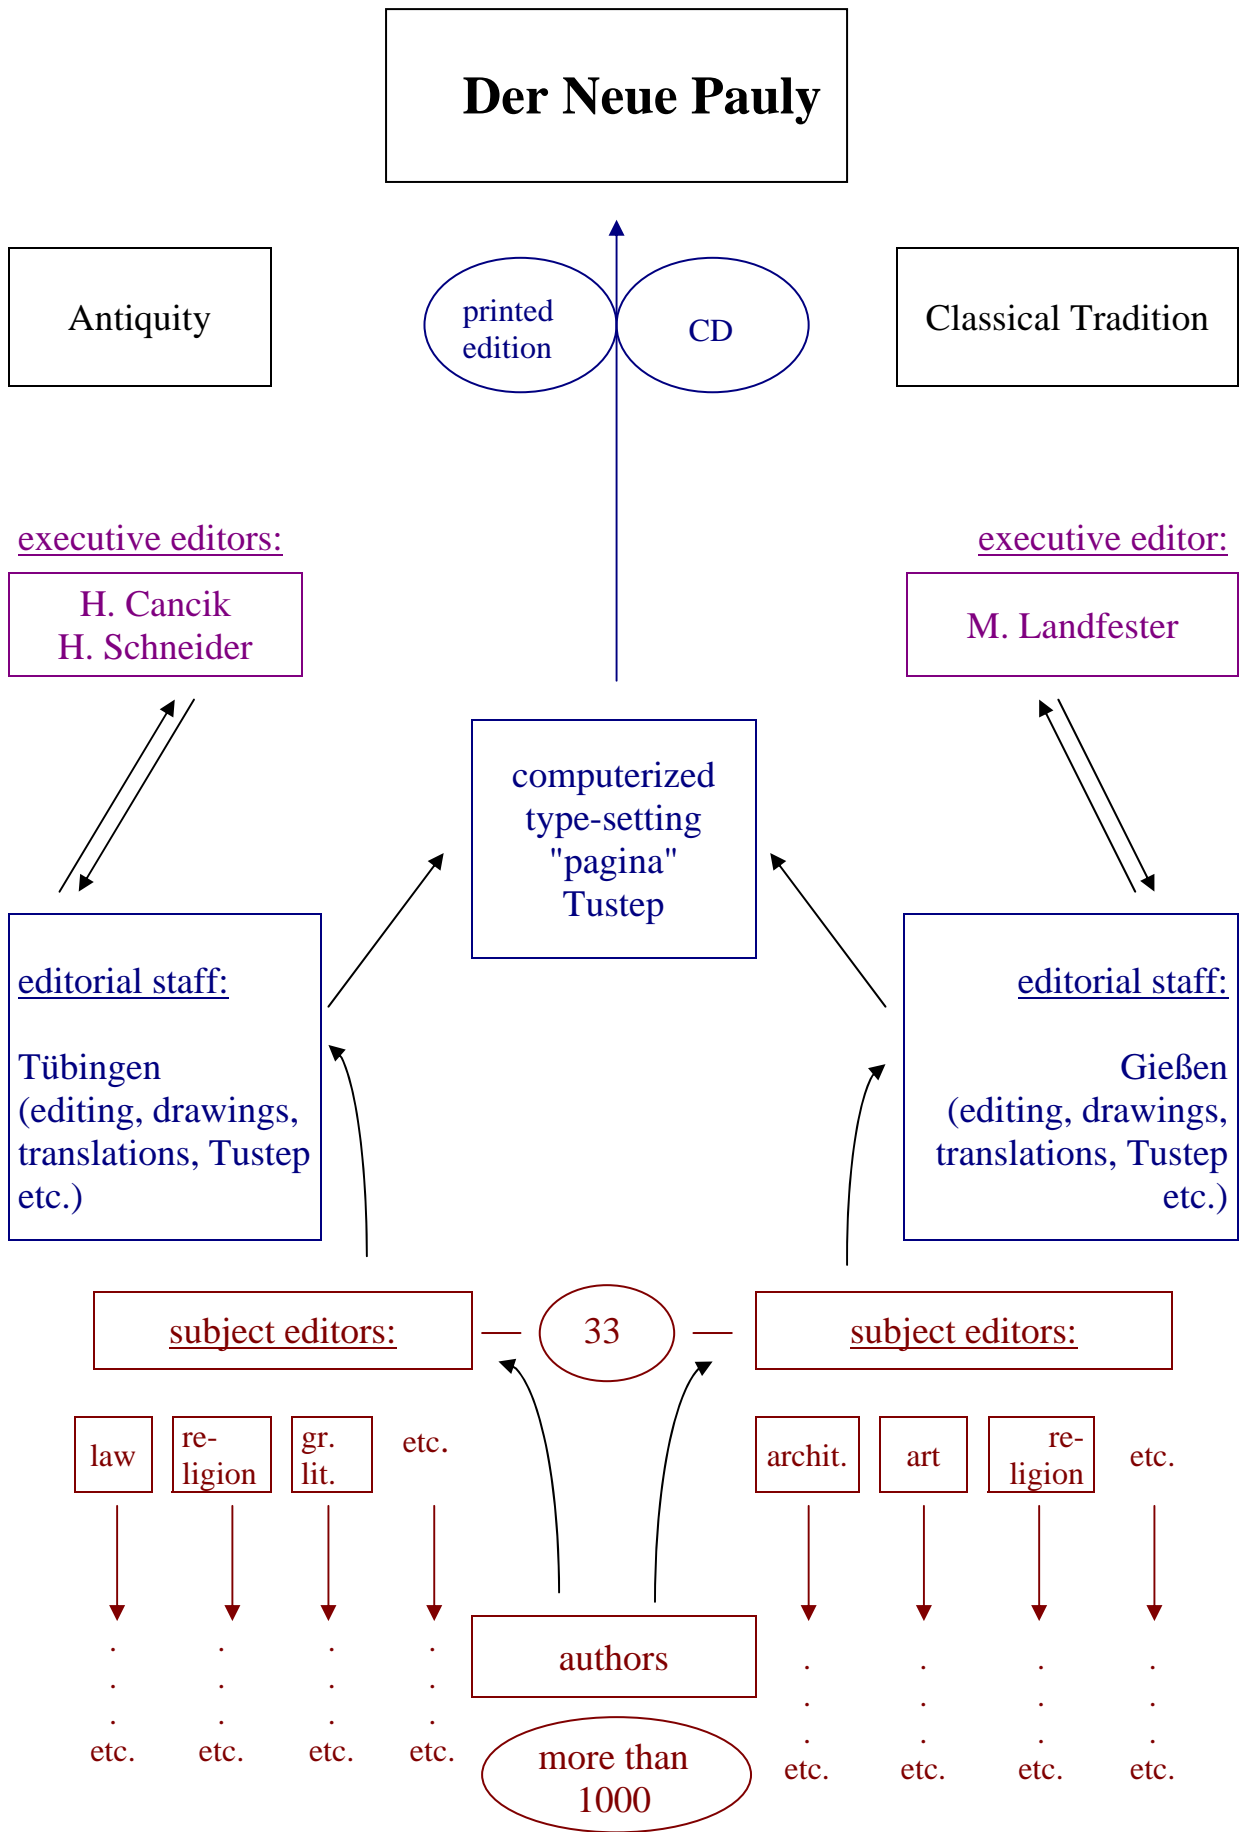 Der Neue Pauly
Antiquity
printed
edition
CD
Classical Tradition
executive editors:
H. Cancik
H. Schneider
executive editor:
M. Landfester
computerized
type-setting
"pagina"
Tustep
editorial staff:
Tübingen
(editing, drawings,
translations, Tustep
etc.)
editorial staff:
Gießen
(editing, drawings,
translations, Tustep
etc.)
subject editors:
33
subject editors:
law
re-
ligion
gr.
lit.
etc.
archit.
art
re-
ligion
etc.
.
.
.
etc.
.
.
.
etc.
.
.
.
etc.
.
.
.
etc.
authors
more than
1000
.
.
.
etc.
.
.
.
etc.
.
.
.
etc.
.
.
.
etc.